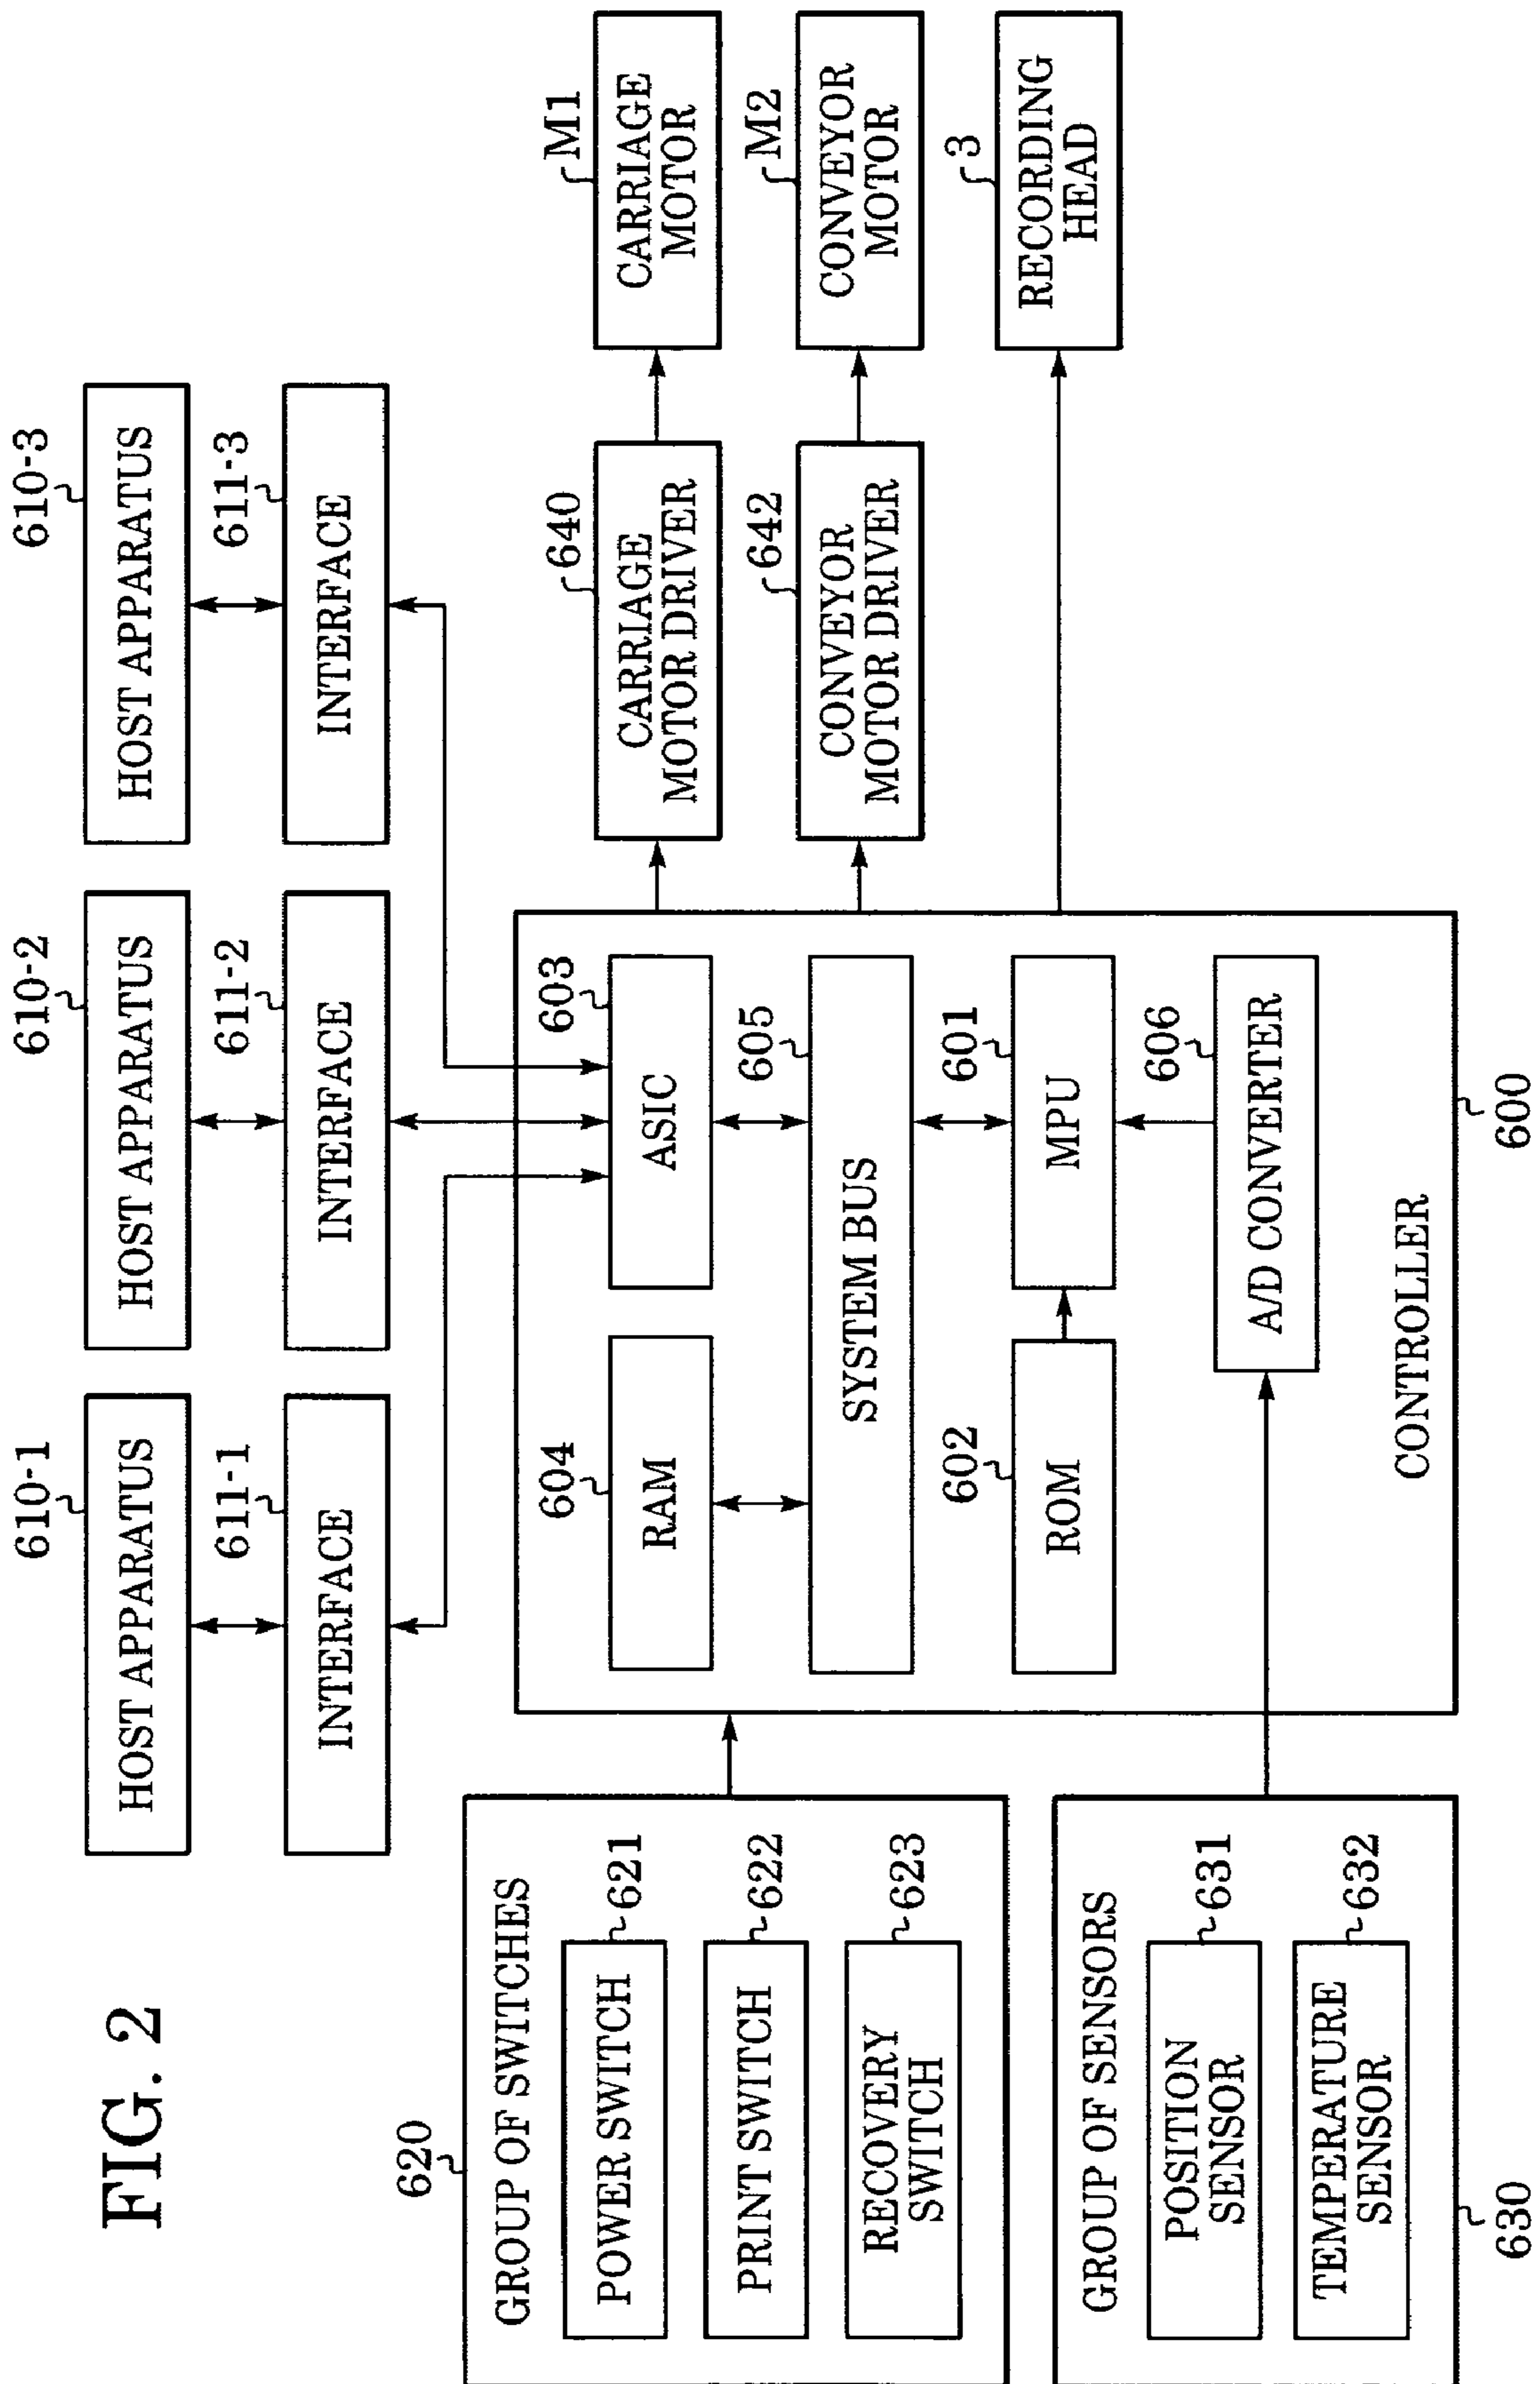 FIG. 2
610-1
HOST APPARATUS
610-2
HOST APPARATUS
610-3
HOST APPARATUS
611-1
INTERFACE
611-2
INTERFACE
611-3
INTERFACE
620
GROUP OF SWITCHES
POWER SWITCH
621
PRINT SWITCH
622
RECOVERY
SWITCH
623
604
RAM
603
ASIC
605
SYSTEM BUS
602
ROM
601
MPU
606
A/D CONVERTER
CONTROLLER
600
GROUP OF SENSORS
POSITION
SENSOR
631
TEMPERATURE
SENSOR
632
630
640
CARRIAGE
MOTOR DRIVER
M1
CARRIAGE
MOTOR
642
CONVEYOR
MOTOR DRIVER
M2
CONVEYOR
MOTOR
3
RECORDING
HEAD